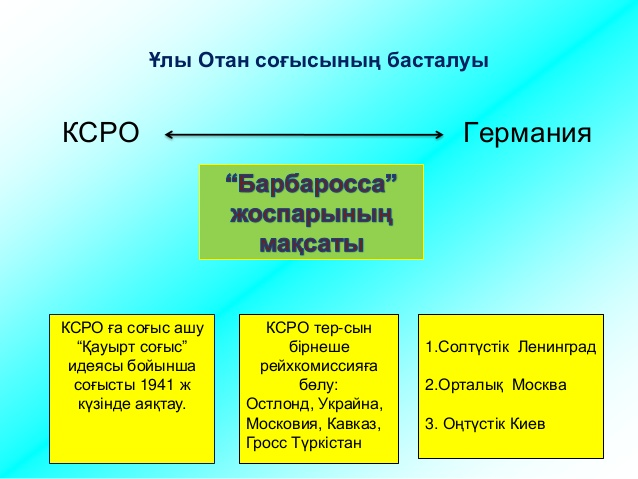 Ұлы Отан соғысының басталуы
КСРО
Германия
“Барбаросса”
жоспарының
мақсаты
КСРО ға соғыс ашу
“Қауырт соғыс”
идеясы бойынша
соғысты 1941 ж
күзінде аяқтау.
КСРО тер-сын
бірнеше
рейхкомиссияға
бөлу:
Остлонд, Украйна,
Московия, Кавказ,
Гросс Түркістан
1.Солтүстік Ленинград
2.Орталық Москва
3. Оңтүстік Киев